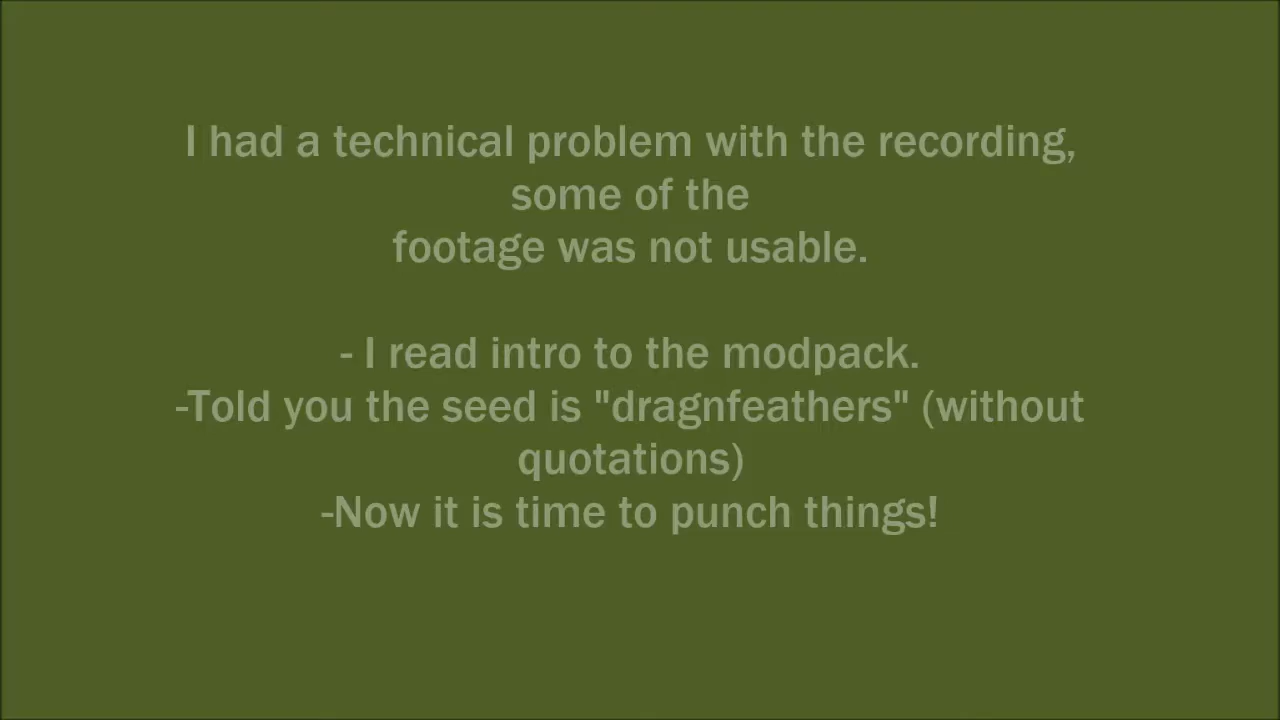 I had a technical problem with the recording,
some of the
footage was not usable.
- I read intro to the modpack.
-Told you the seed is "dragnfeathers" (without
quotations)
-Now it is time to punch things!